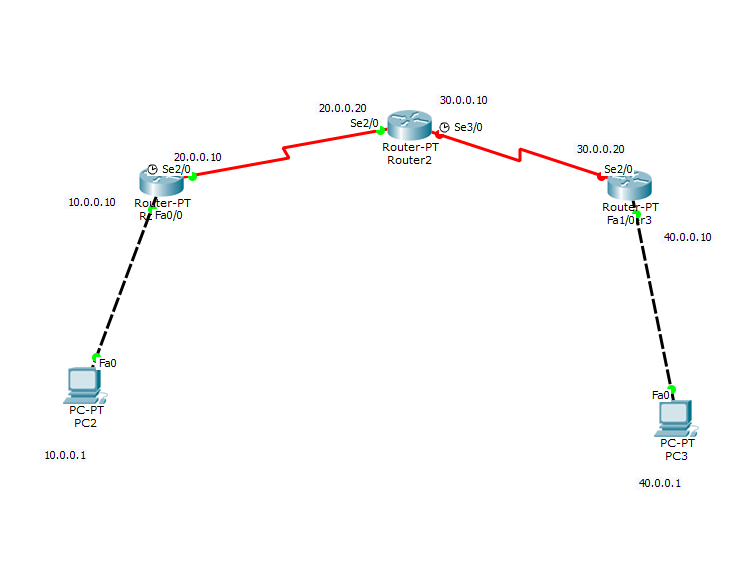 30.0.0.10
20.0.0.20
Se2/0
Se3/0
Router-PT
Router2
30.0.0.20
20.0.0.10
Se2/0
Se2/0
10.0.0.10
Router-PT
Fa0/0
Router-PT
Fa1/0
r3
40.0.0.10
Fa0
PC-PT
PC2
10.0.0.1
Fa0
PC-PT
PC3
40.0.0.1